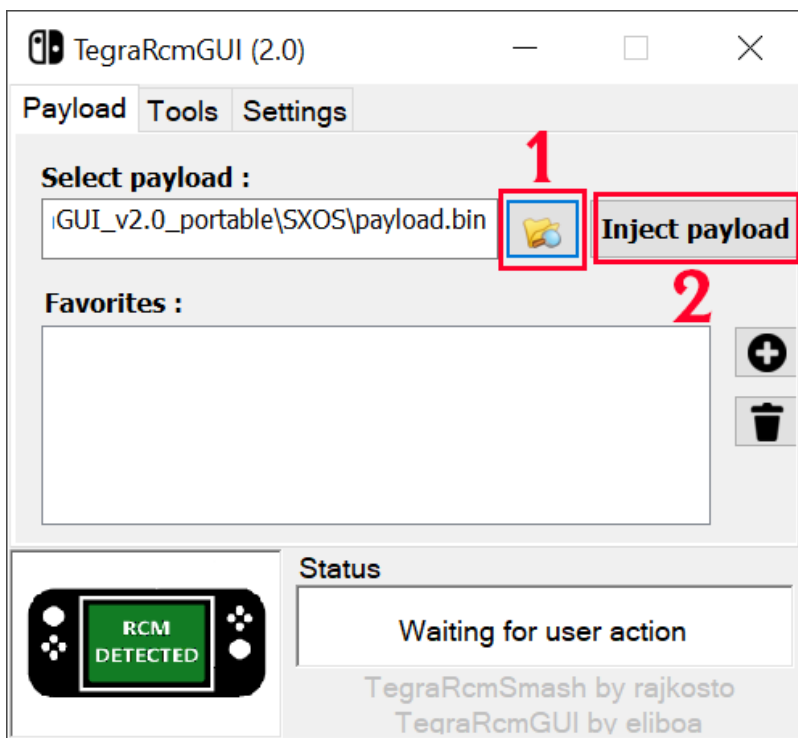 TegraRcmGUI (2.0)
Payload Tools Settings
1
Select payload :
GUI_v2.0_portable\SXOS\payload.bin
Inject payload
2
Favorites :
Status
RCM
DETECTED
Waiting for user action
TegraRcmSmash by rajkosto
TegraRcmGUI by eliboa